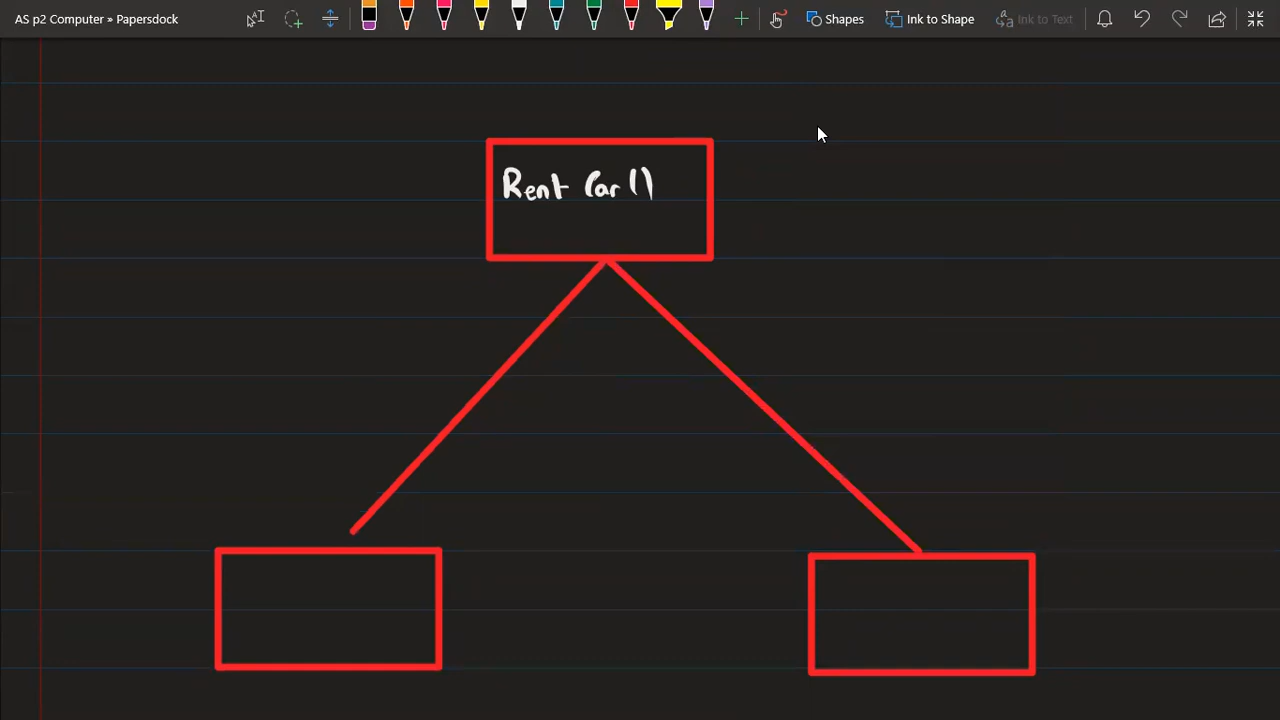 AS p2 Computer » Papersdock
Shapes
Ink to Shape
Ink to Text
Rent Car ()